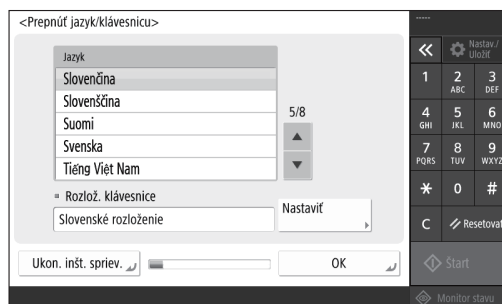 <Prepnúť jazyk/klávesnicu>
Jazyk
Slovenčina
Slovenščina
Suomi
Svenska
Tiếng Việt Nam
5/8
Rozlož. klávesnice
Slovenské rozloženie
Nastaviť
Ukon. inšt. spriev.
OK
-----
Nastav./
Uložiť
1
2 ABC
3 DEF
4 GHI
5 JKL
6 MNO
7 PQRS
8 TUV
9 WXYZ
* 0 #
C
Resetovať
Štart
Monitor stavu